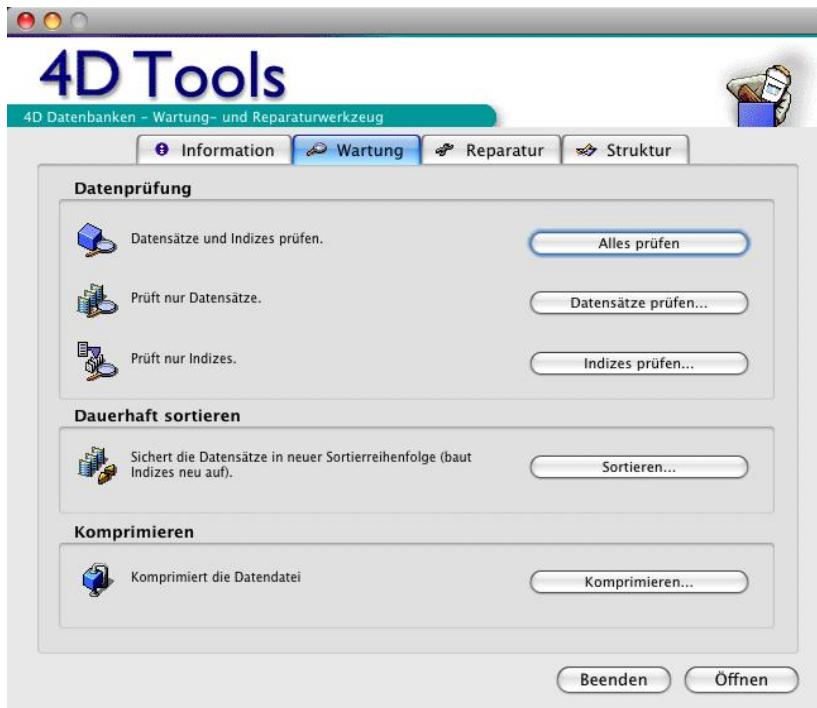 4D Tools
4D Datenbanken – Wartung- und Reparaturwerkzeug
Information
Wartung
Reparatur
Struktur
Datenprüfung
Datensätze und Indizes prüfen.
Alles prüfen
Prüft nur Datensätze.
Datensätze prüfen...
Prüft nur Indizes.
Indizes prüfen...
Dauerhaft sortieren
Sichert die Datensätze in neuer Sortierreihenfolge (baut
Indizes neu auf).
Sortieren...
Komprimieren
Komprimiert die Datendatei
Komprimieren...
Beenden
Öffnen